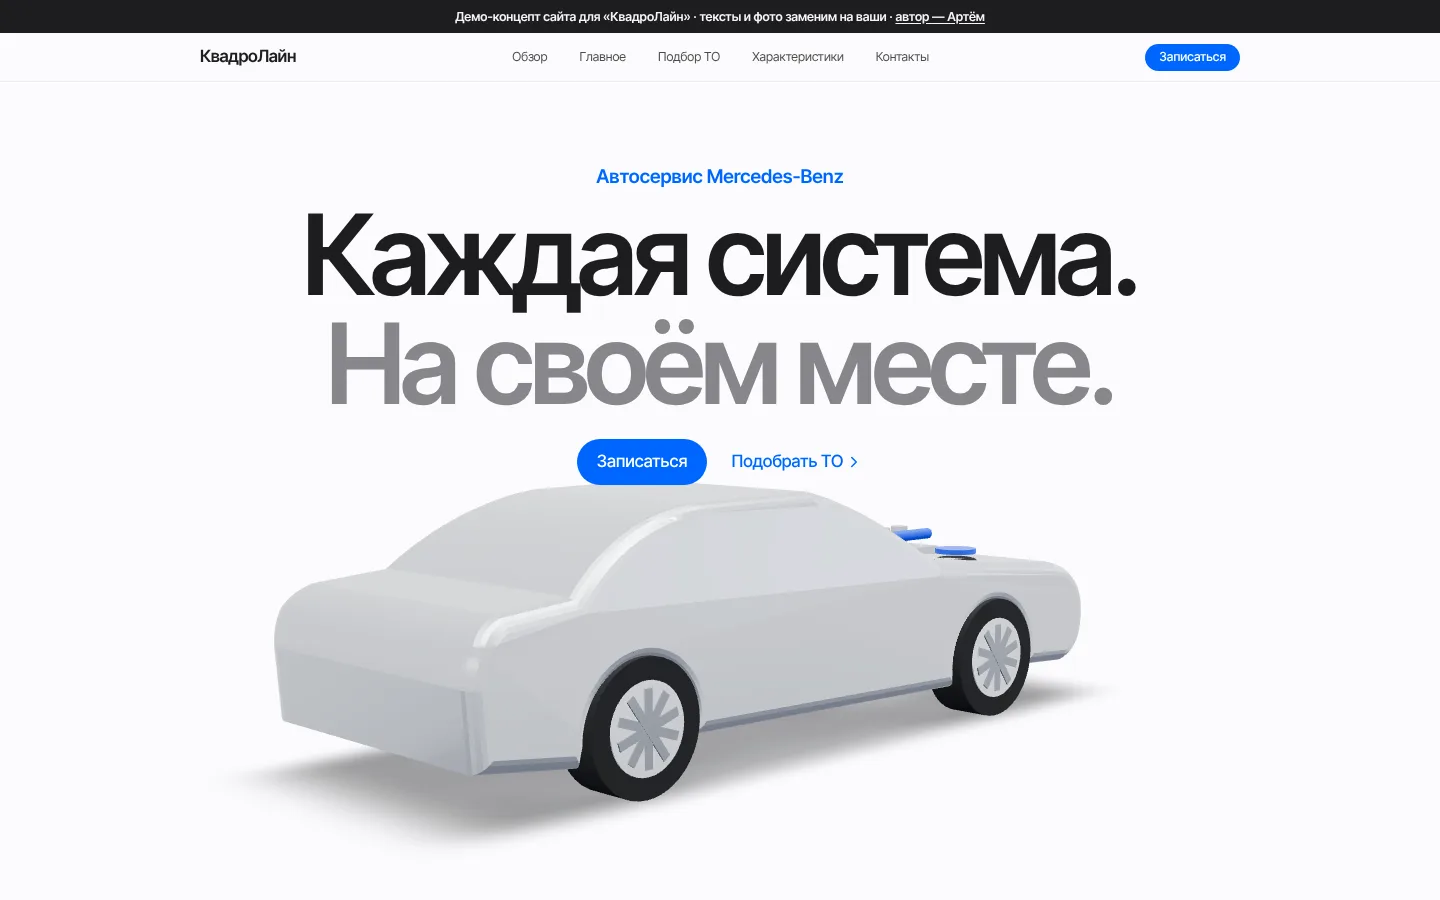 Демо-концепт сайта для «КвадроЛайн» · тексты и фото заменим на ваши · автор — Артём
КвадроЛайн
Обзор
Главное
Подбор ТО
Характеристики
Контакты
Записаться
Автосервис Mercedes-Benz
Каждая система.
На своём месте.
Записаться
Подобрать ТО